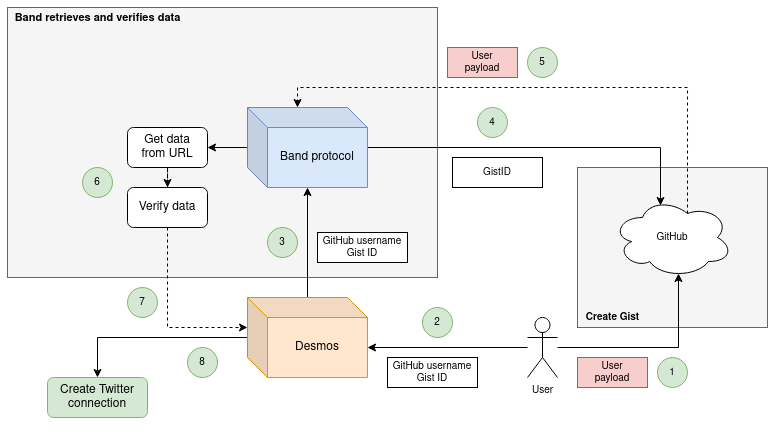 Band retrieves and verifies data
User
payload
5
4
Get data
from URL
Band protocol
GistID
6
Verify data
3
GitHub username
Gist ID
GitHub
7
2
Create Gist
Desmos
8
GitHub username
Gist ID
User
User
payload
1
Create Twitter
connection